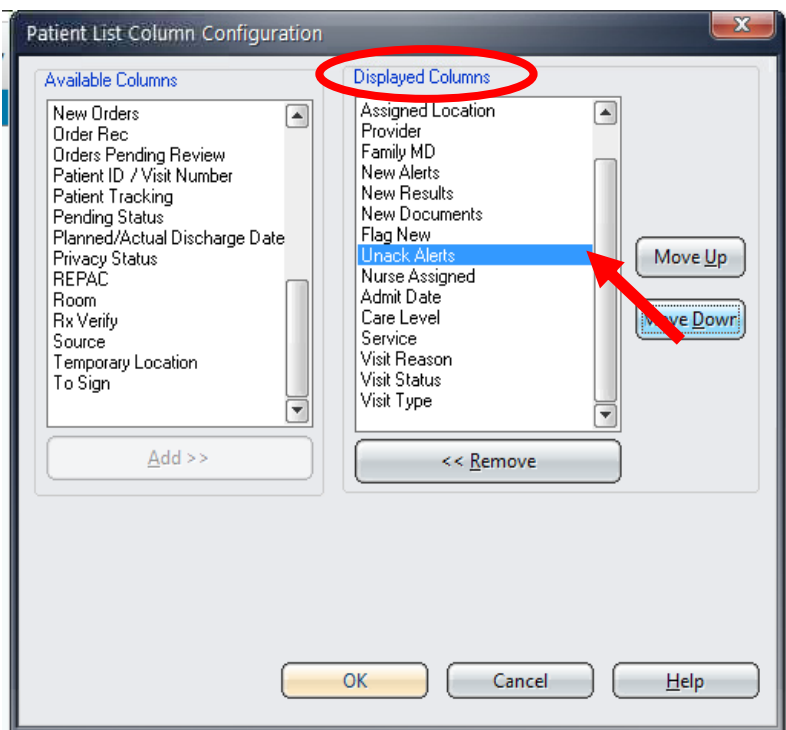 Patient List Column Configuration
Available Columns
New Orders
Order Rec
Orders Pending Review
Patient ID / Visit Number
Patient Tracking
Pending Status
Planned/Actual Discharge Date
Privacy Status
REPAC
Room
Rx Verify
Source
Temporary Location
To Sign
Add >>
Displayed Columns
Assigned Location
Provider
Family MD
New Alerts
New Results
New Documents
Flag New
Unack Alerts
Nurse Assigned
Admit Date
Care Level
Service
Visit Reason
Visit Status
Visit Type
<< Remove
Move Up
Move Down
OK
Cancel
Help